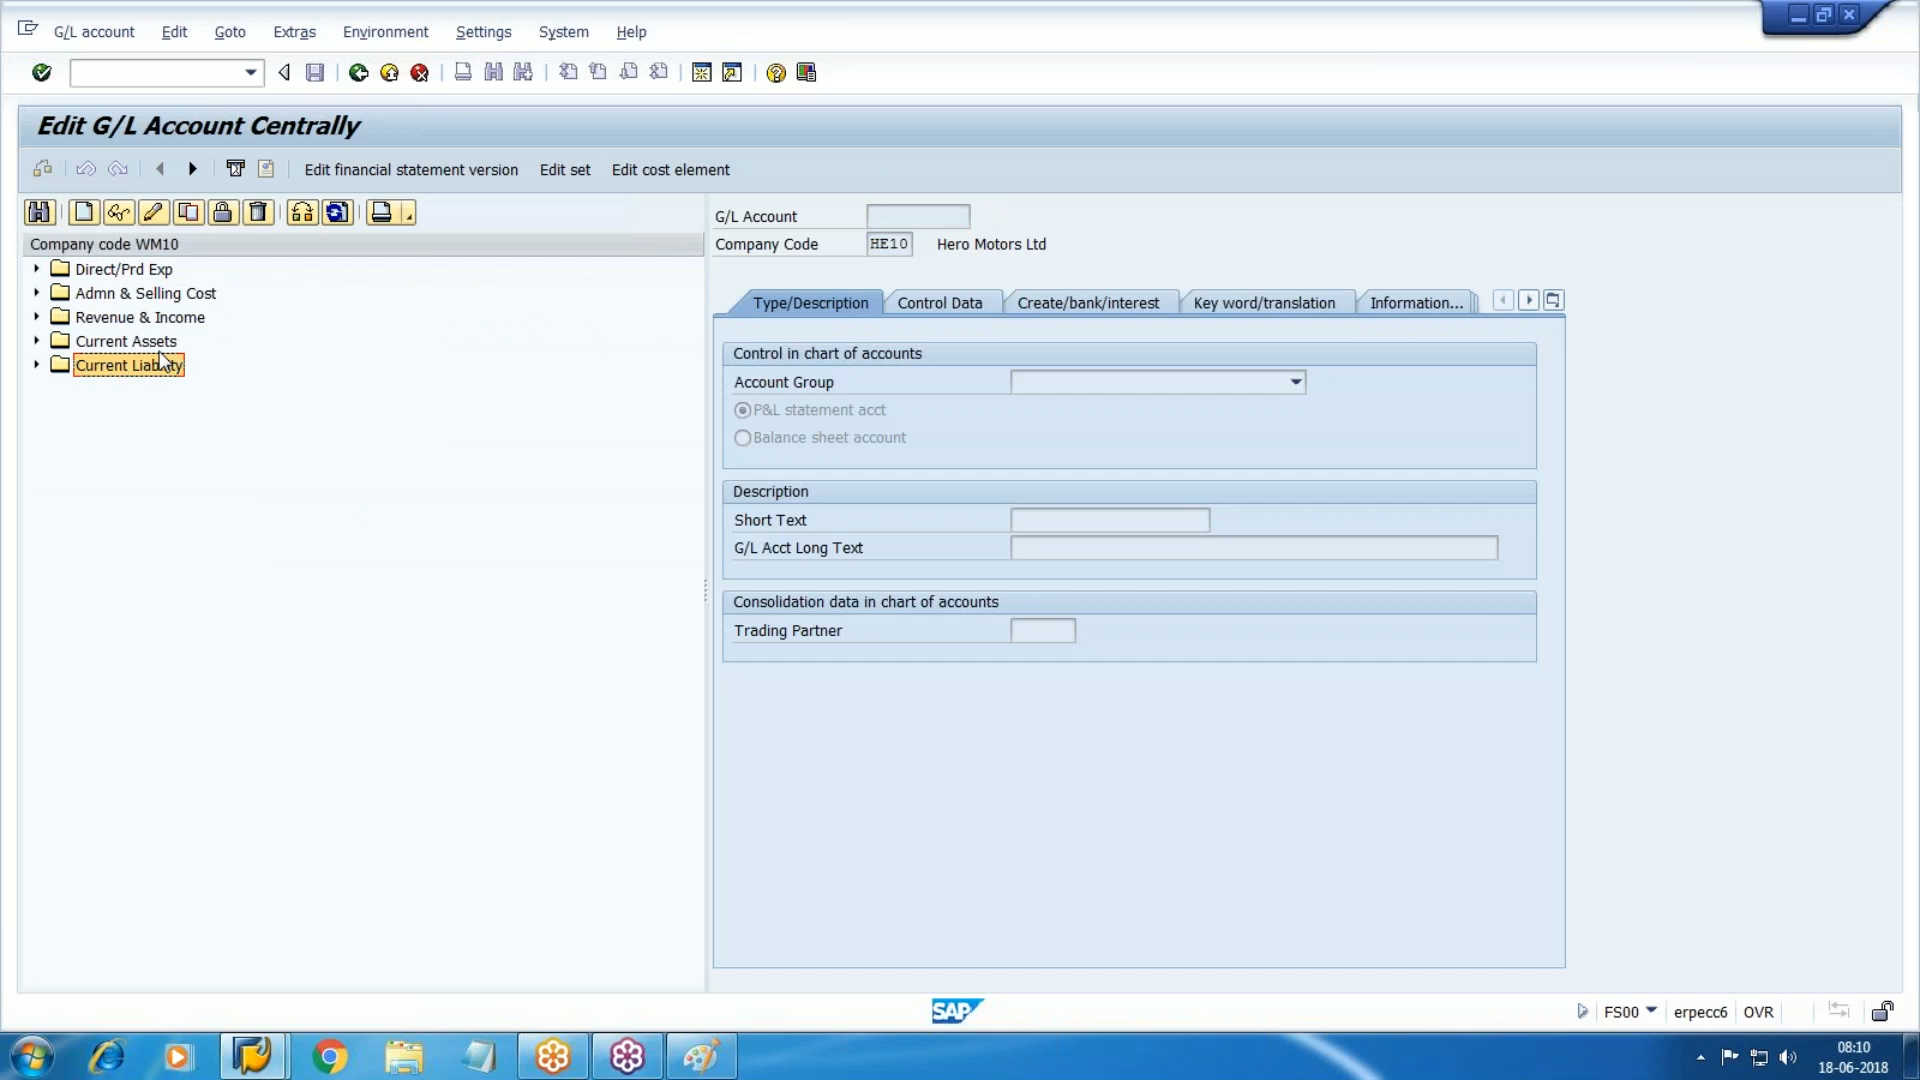 G/L account Edit Goto Extras Environment Settings System Help
Edit G/L Account Centrally
Edit financial statement version Edit set Edit cost element
Company code WM10
Direct/Prd Exp
Admn & Selling Cost
Revenue & Income
Current Assets
Current Liability
G/L Account
Company Code HE10 Hero Motors Ltd
Type/Description Control Data Create/bank/interest Key word/translation Information...
Control in chart of accounts
Account Group
P&L statement acct
Balance sheet account
Description
Short Text
G/L Acct Long Text
Consolidation data in chart of accounts
Trading Partner
SAP
FS00 erpecc6 OVR
08:10
18-06-2018